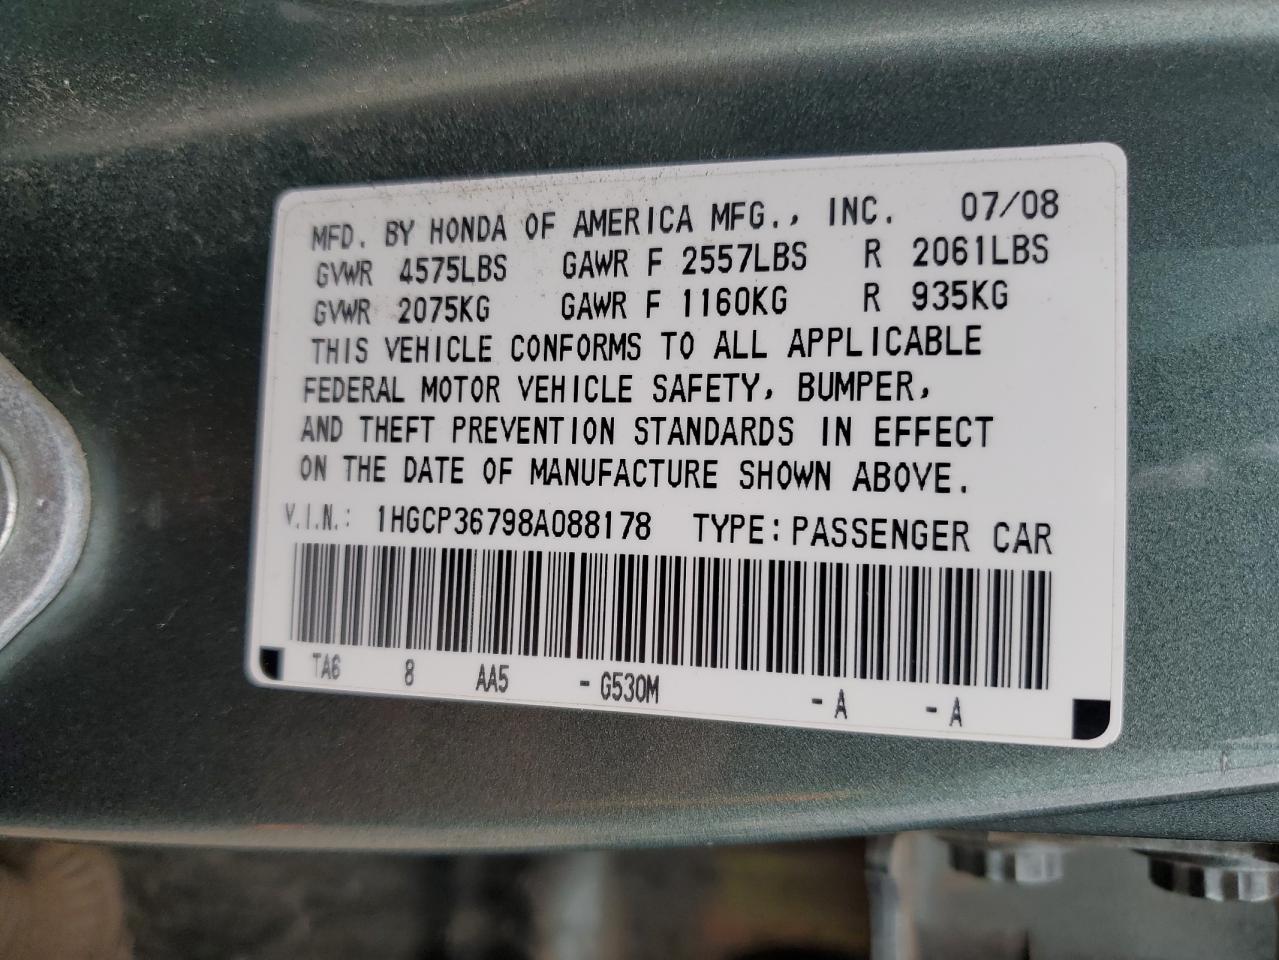 MFD. BY HONDA OF AMERICA MFG., INC. 07/08
GVWR 4575LBS GAWR F 2557LBS R 2061LBS
GVWR 2075KG GAWR F 1160KG R 935KG
THIS VEHICLE CONFORMS TO ALL APPLICABLE
FEDERAL MOTOR VEHICLE SAFETY, BUMPER,
AND THEFT PREVENTION STANDARDS IN EFFECT
ON THE DATE OF MANUFACTURE SHOWN ABOVE.
V.I.N.: 1HGCP36798A088178 TYPE: PASSENGER CAR
TA6 8 AA5 - G530M - A - A